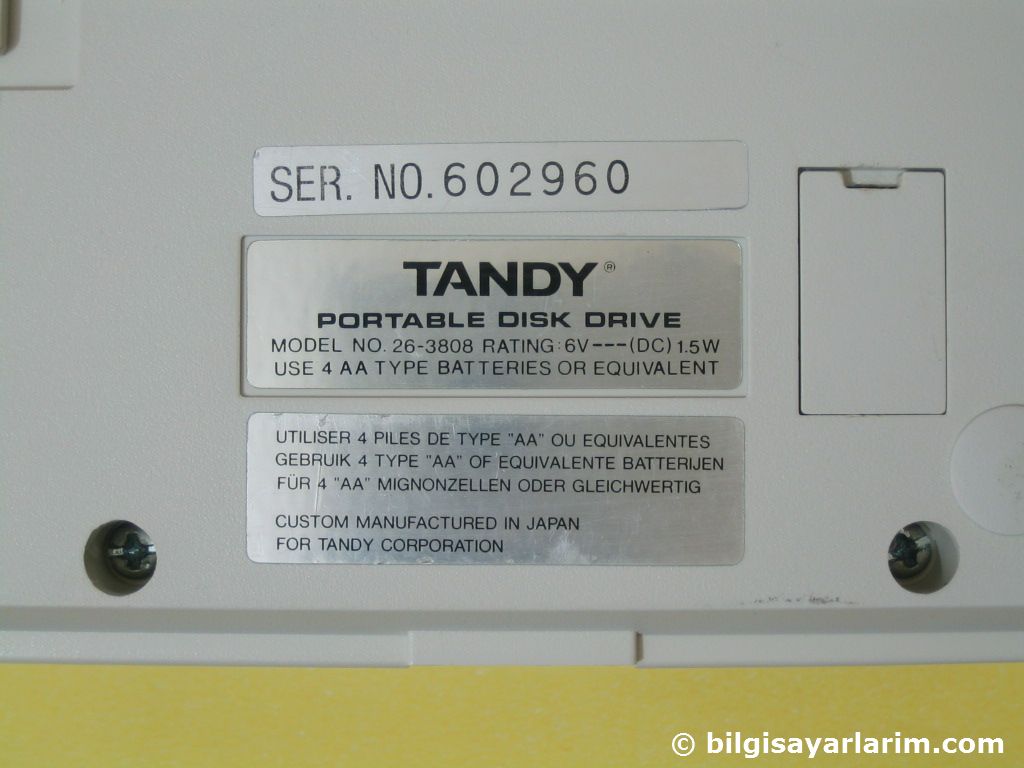 SER. NO. 602960
TANDY®
PORTABLE DISK DRIVE
MODEL NO. 26-3808 RATING: 6V---(DC) 1.5W
USE 4 AA TYPE BATTERIES OR EQUIVALENT
UTILISER 4 PILES DE TYPE "AA" OU EQUIVALENTES
GEBRUIK 4 TYPE "AA" OF EQUIVALENTE BATTERIJEN
FÜR 4 "AA" MIGNONZELLEN ODER GLEICHWERTIG
CUSTOM MANUFACTURED IN JAPAN
FOR TANDY CORPORATION
© bilgisayarlarim.com